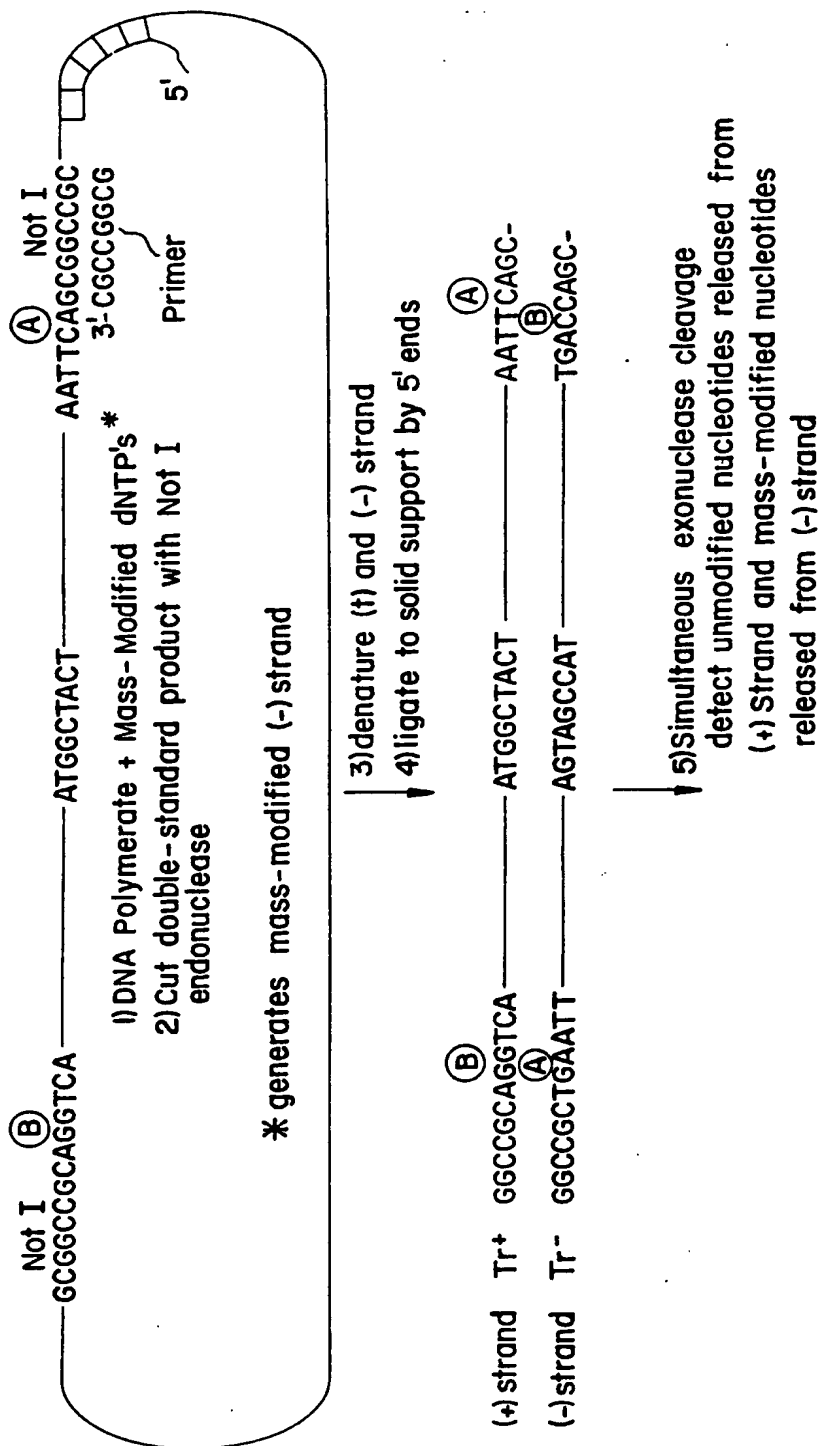 Not I Ⓑ
GCGGCCGCAGGTCA
ATGGCTACT
Ⓐ Not I
AATTCAGCGGCCGC
3'-CGCCGGCG
Primer
5'
1) DNA Polymerate + Mass-Modified dNTP's*
2) Cut double-standard product with Not I
endonuclease
* generates mass-modified (-) strand
3) denature (t) and (-) strand
4) ligate to solid support by 5' ends
Ⓑ Ⓐ
(+) strand Tr+ GGCCGCAGGTCA ATGGCTACT AATTCAGC-
Ⓐ Ⓑ
(-) strand Tr- GGCCGCTGAATT AGTAGCCAT TGACCAGC-
5) Simultaneous exonuclease cleavage
detect unmodified nucleotides released from
(+) Strand and mass-modified nucleotides
released from (-) strand